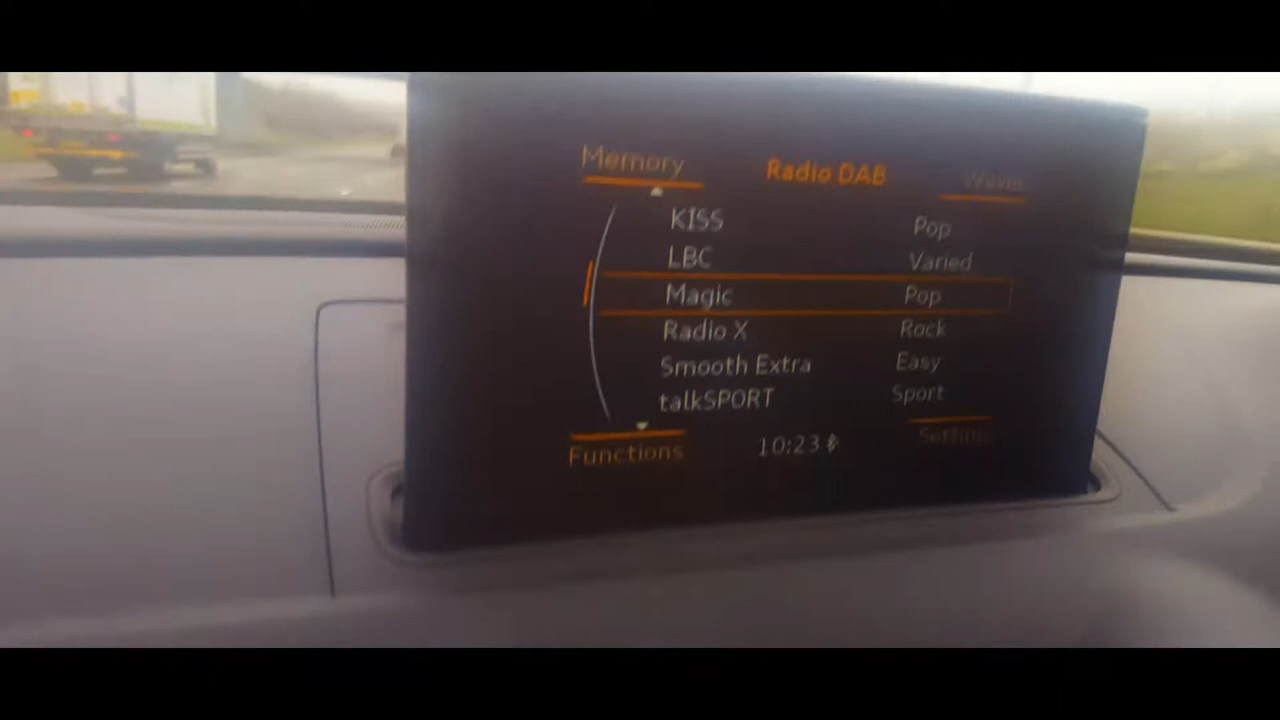 Memory Radio DAB Wave
KISS Pop
LBC Varied
Magic Pop
Radio X Rock
Smooth Extra Easy
talkSPORT Sport
Functions 10:23